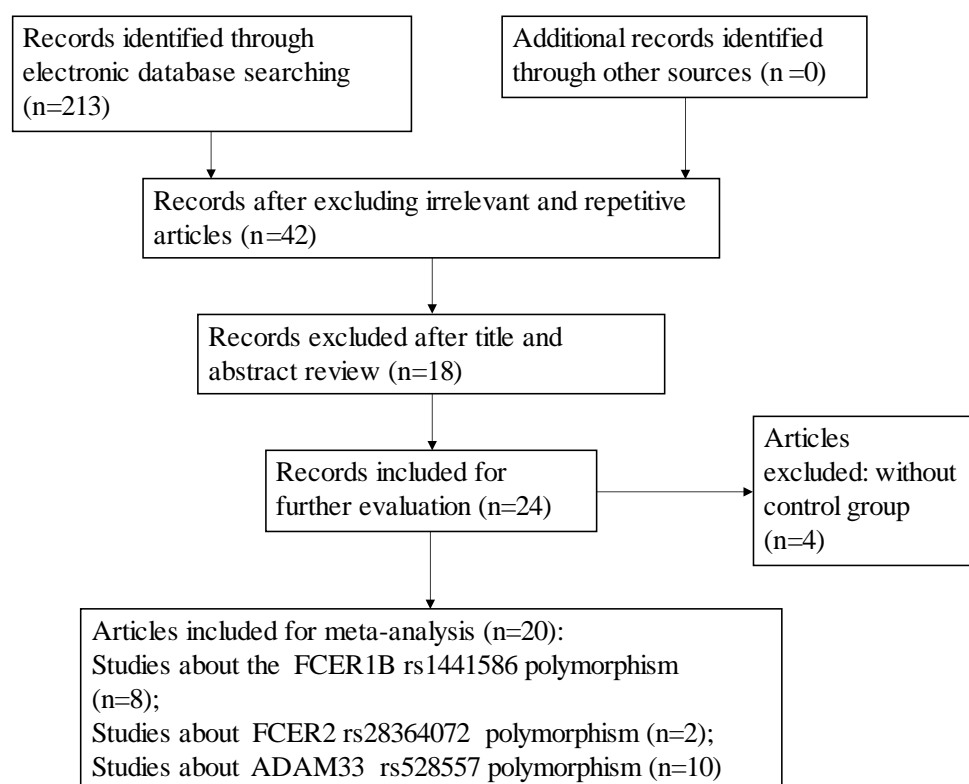 Records identified through
electronic database searching
(n=213)
Additional records identified
through other sources (n =0)
Records after excluding irrelevant and repetitive
articles (n=42)
Records excluded after title and
abstract review (n=18)
Records included for
further evaluation (n=24)
Articles
excluded: without
control group
(n=4)
Articles included for meta-analysis (n=20):
Studies about the FCER1B rs1441586 polymorphism
(n=8);
Studies about FCER2 rs28364072 polymorphism (n=2);
Studies about ADAM33 rs528557 polymorphism (n=10)